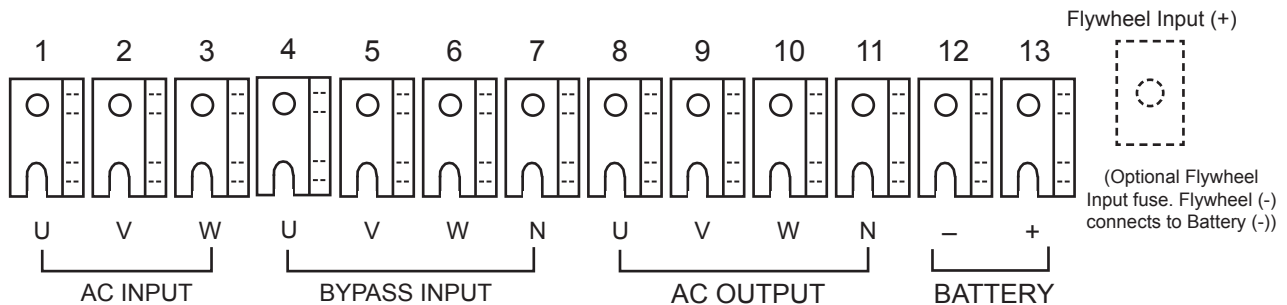 Flywheel Input (+)
1 2 3 4 5 6 7 8 9 10 11 12 13
(Optional Flywheel
Input fuse. Flywheel (-)
connects to Battery (-))
U V W U V W N U V W N – +
AC INPUT BYPASS INPUT AC OUTPUT BATTERY